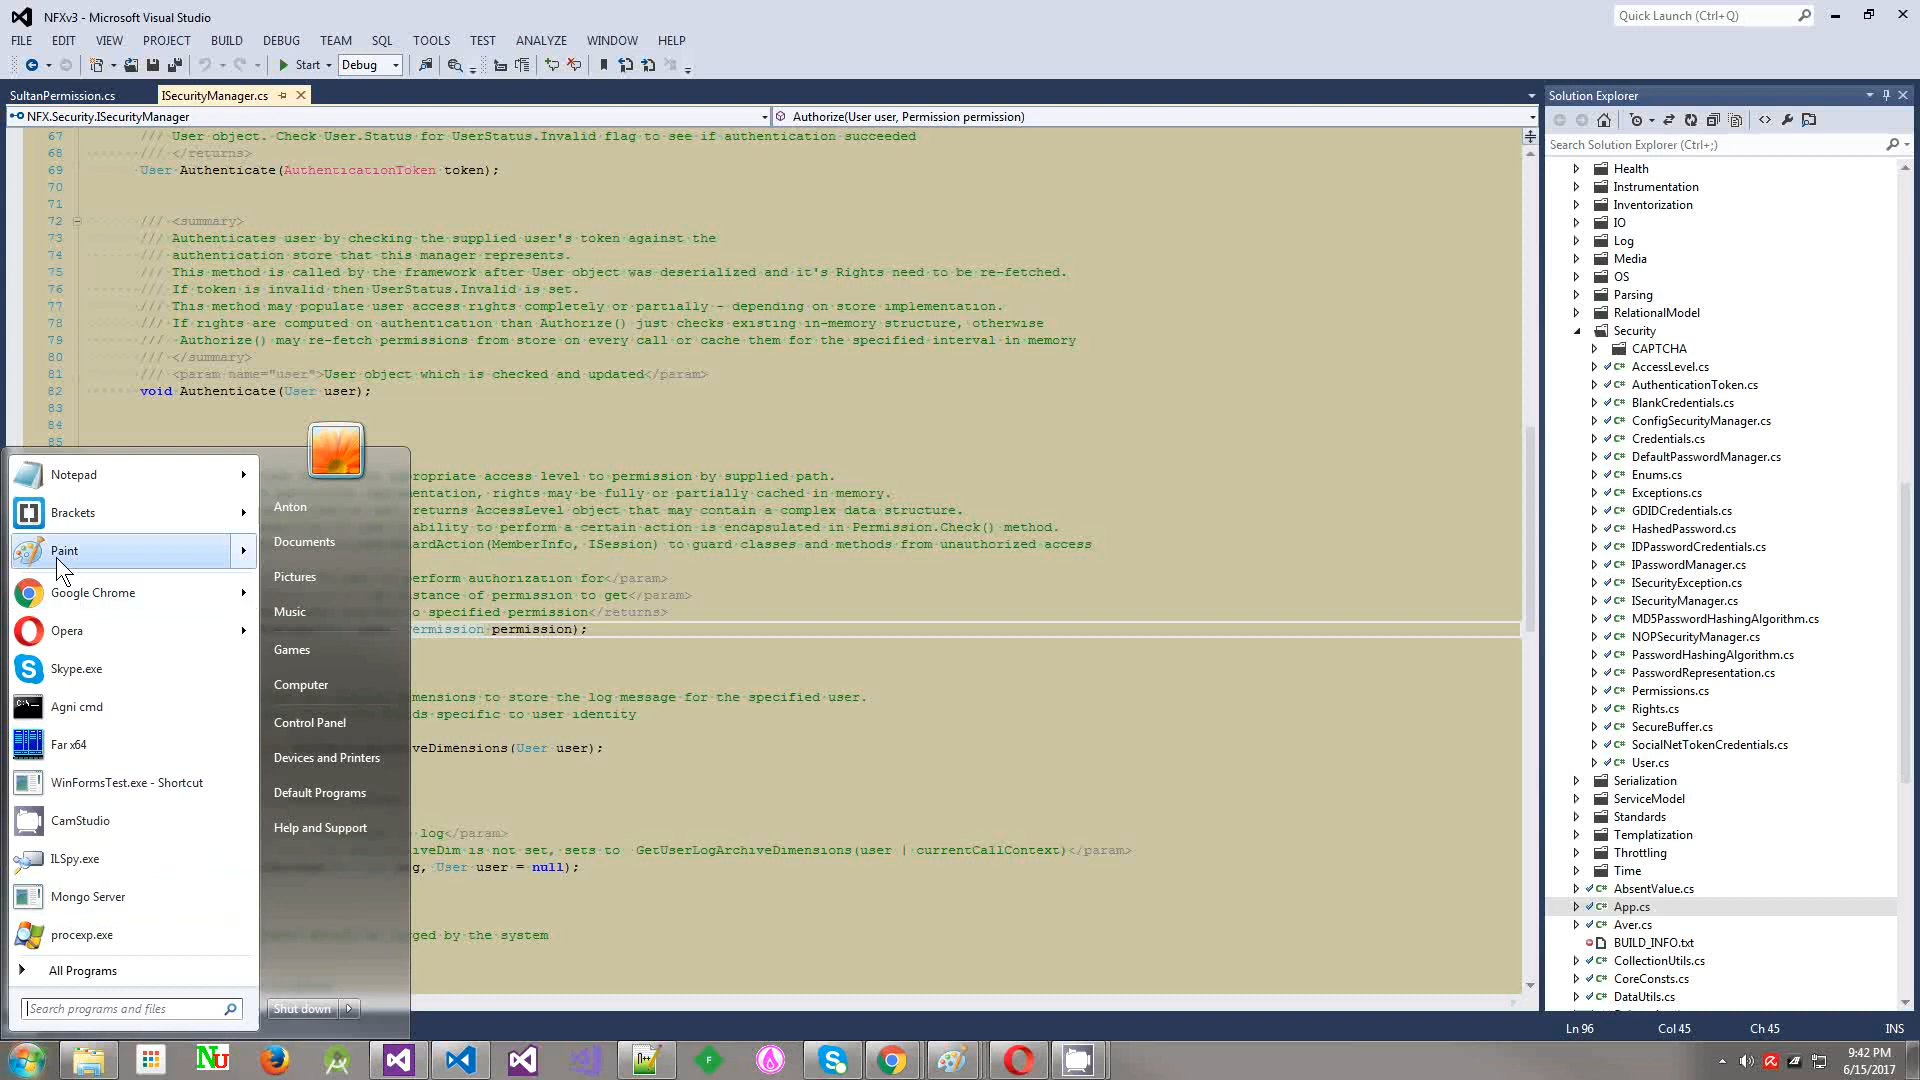 NFXv3 - Microsoft Visual Studio
Quick Launch (Ctrl+Q)
FILE EDIT VIEW PROJECT BUILD DEBUG TEAM SQL TOOLS TEST ANALYZE WINDOW HELP
Start Debug
SultanPermission.cs
ISecurityManager.cs
NFX.Security.ISecurityManager
Authorize(User user, Permission permission)
67 /// User object. Check User.Status for UserStatus.Invalid flag to see if authentication succeeded
68 /// </returns>
69 User Authenticate(AuthenticationToken token);
70
71
72 /// <summary>
73 /// Authenticates user by checking the supplied user's token against the
74 /// authentication store that this manager represents.
75 /// This method is called by the framework after User object was deserialized and it's Rights need to be re-fetched.
76 /// If token is invalid then UserStatus.Invalid is set.
77 /// This method may populate user access rights completely or partially - depending on store implementation.
78 /// If rights are computed on authentication than Authorize() just checks existing in-memory structure, otherwise
79 /// Authorize() may re-fetch permissions from store on every call or cache them for the specified interval in memory
80 /// </summary>
81 /// <param name="user">User object which is checked and updated</param>
82 void Authenticate(User user);
83
84
85
ropriate access level to permission by supplied path.
entation, rights may be fully or partially cached in memory.
returns AccessLevel object that may contain a complex data structure.
ability to perform a certain action is encapsulated in Permission.Check() method.
ardAction(MemberInfo, ISession) to guard classes and methods from unauthorized access
erform authorization for</param>
stance of permission to get</param>
o specified permission</returns>
ermission permission);
mensions to store the log message for the specified user.
ds specific to user identity
veDimensions(User user);
log</param>
iveDim is not set, sets to GetUserLogArchiveDimensions(user | currentCallContext)</param>
g, User user = null);
ged by the system
Notepad
Brackets
Paint
Google Chrome
Opera
Skype.exe
Agni cmd
Far x64
WinFormsTest.exe - Shortcut
CamStudio
ILSpy.exe
Mongo Server
procexp.exe
All Programs
Search programs and files
Anton
Documents
Pictures
Music
Games
Computer
Control Panel
Devices and Printers
Default Programs
Help and Support
Shut down
Solution Explorer
Search Solution Explorer (Ctrl+;)
Health
Instrumentation
Inventorization
IO
Log
Media
OS
Parsing
RelationalModel
Security
CAPTCHA
AccessLevel.cs
AuthenticationToken.cs
BlankCredentials.cs
ConfigSecurityManager.cs
Credentials.cs
DefaultPasswordManager.cs
Enums.cs
Exceptions.cs
GDIDCredentials.cs
HashedPassword.cs
IDPasswordCredentials.cs
IPasswordManager.cs
ISecurityException.cs
ISecurityManager.cs
MD5PasswordHashingAlgorithm.cs
NOPSecurityManager.cs
PasswordHashingAlgorithm.cs
PasswordRepresentation.cs
Permissions.cs
Rights.cs
SecureBuffer.cs
SocialNetTokenCredentials.cs
User.cs
Serialization
ServiceModel
Standards
Templatization
Throttling
Time
AbsentValue.cs
App.cs
Aver.cs
BUILD_INFO.txt
CollectionUtils.cs
CoreConsts.cs
DataUtils.cs
Ln 96 Col 45 Ch 45 INS
9:42 PM
6/15/2017